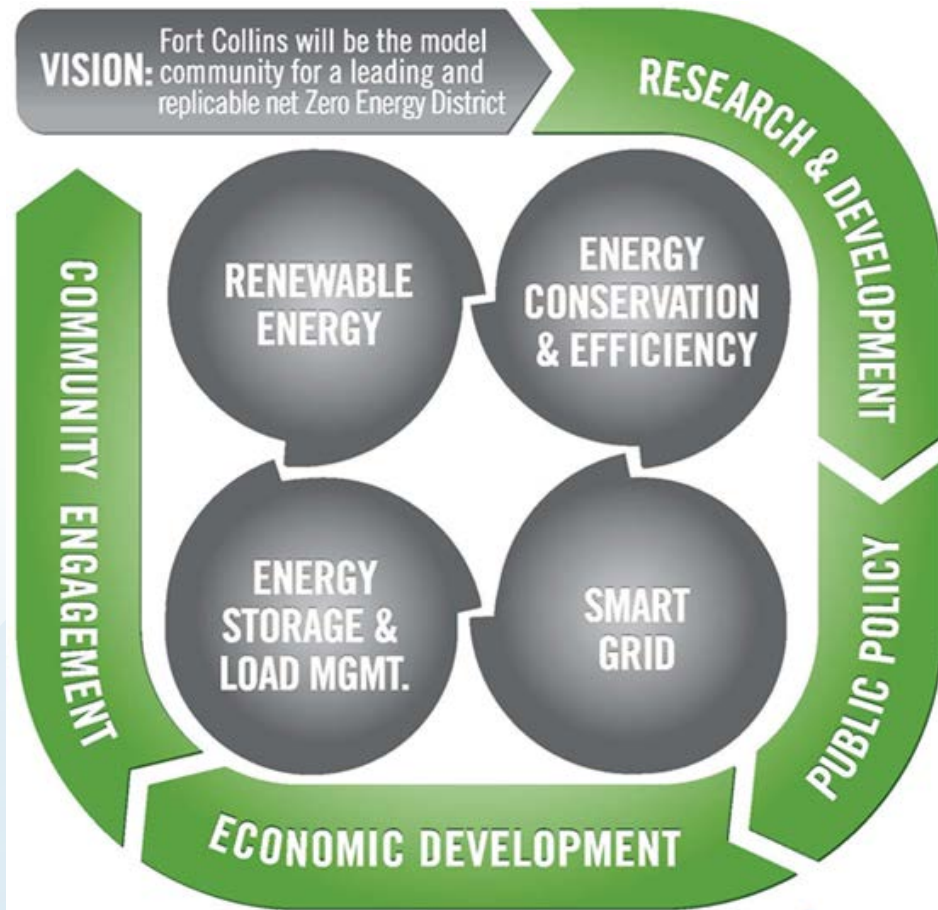 VISION: Fort Collins will be the model
community for a leading and
replicable net Zero Energy District
RESEARCH & DEVELOPMENT
RENEWABLE
ENERGY
ENERGY
CONSERVATION
& EFFICIENCY
ENERGY
STORAGE &
LOAD MGMT.
SMART
GRID
PUBLIC POLICY
ECONOMIC DEVELOPMENT
COMMUNITY ENGAGEMENT